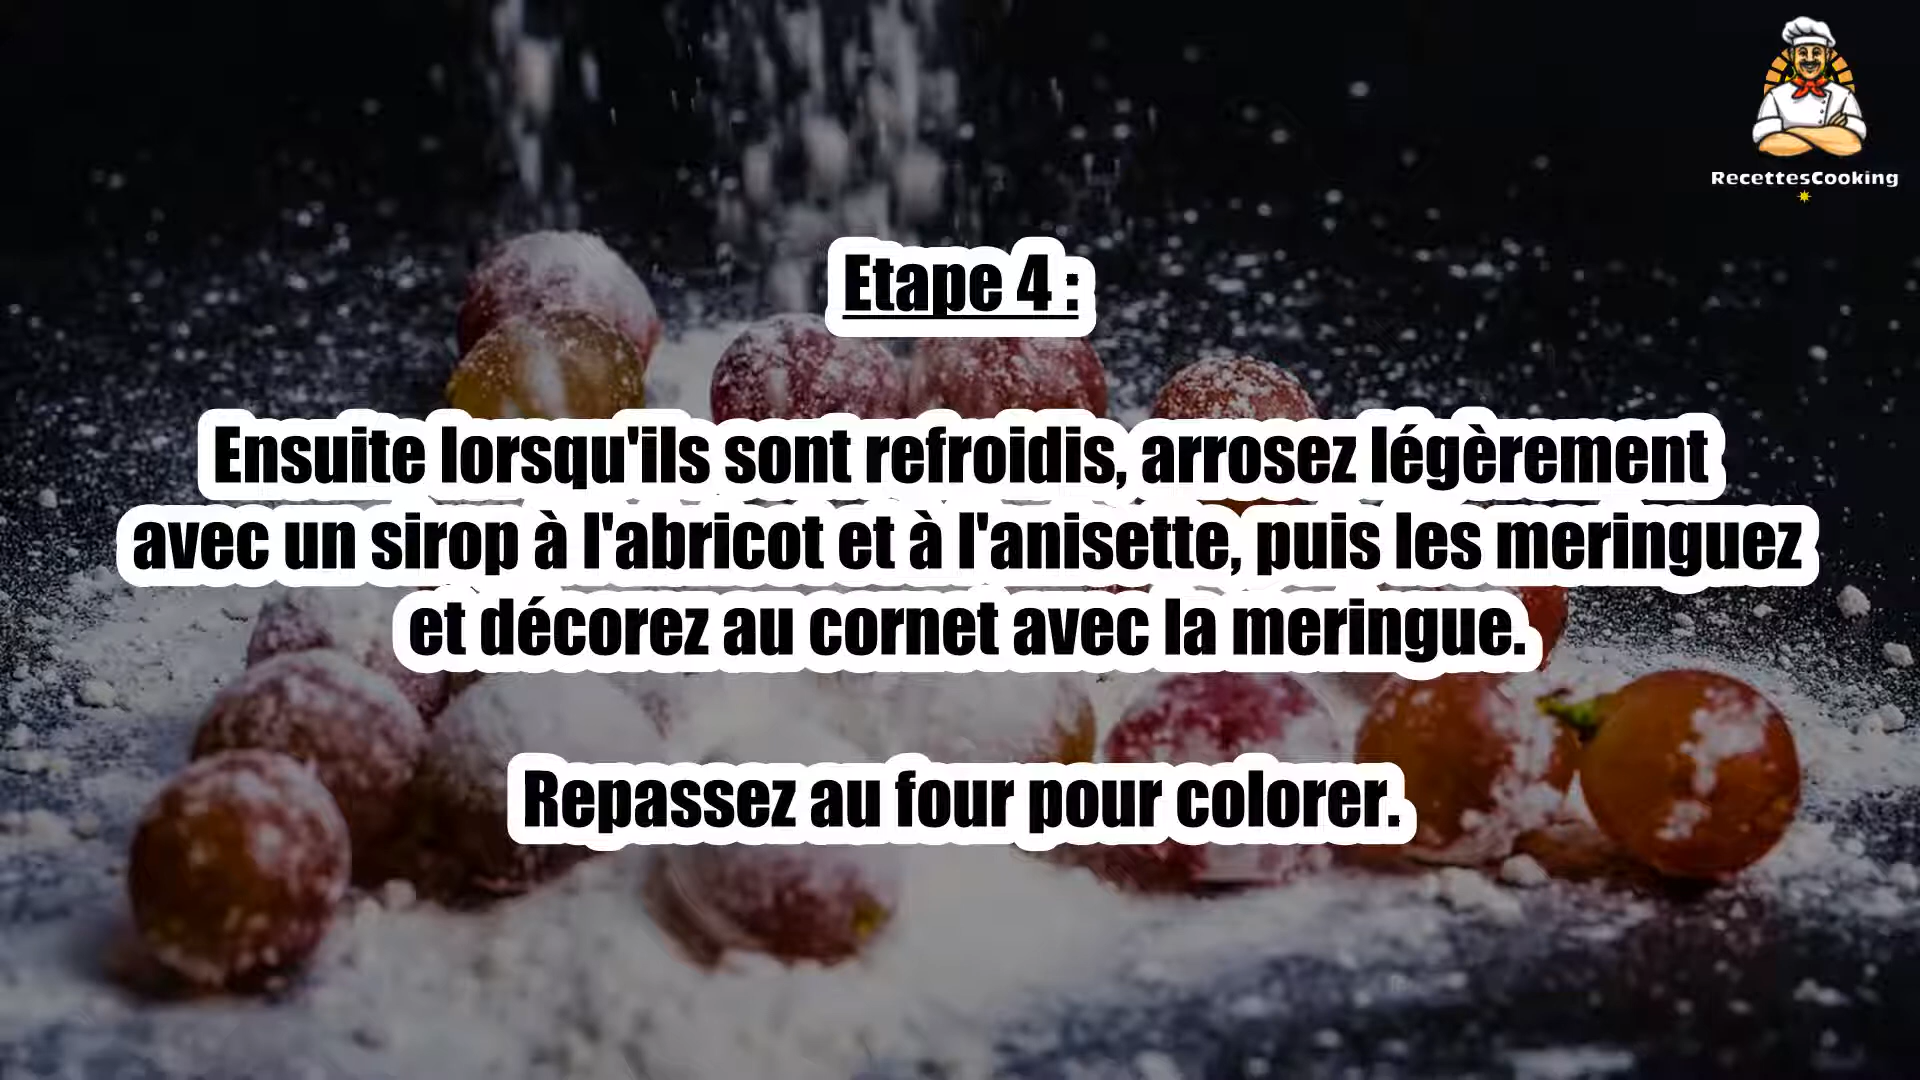 RecettesCooking
Etape 4 :
Ensuite lorsqu'ils sont refroidis, arrosez légèrement
avec un sirop à l'abricot et à l'anisette, puis les meringuez
et décorez au cornet avec la meringue.
Repassez au four pour colorer.